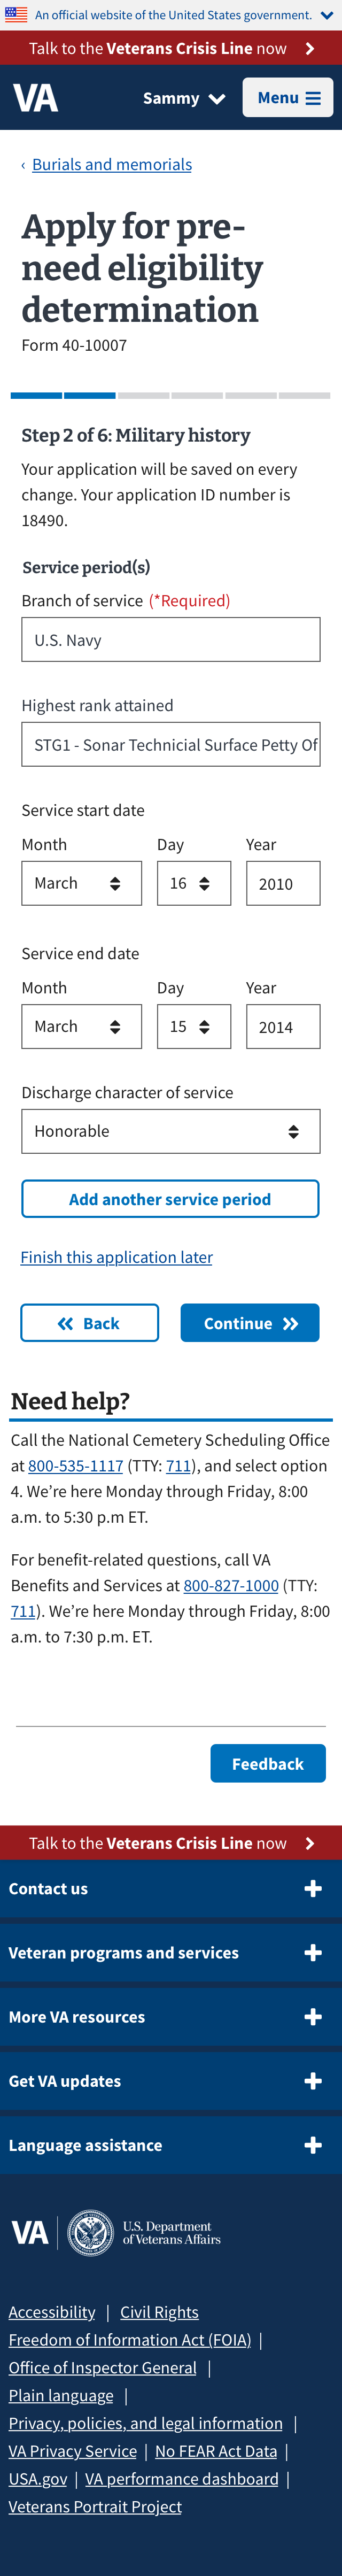 An official website of the United States government.
Talk to the Veterans Crisis Line now
VA
Sammy
Menu
‹ Burials and memorials
Apply for pre-
need eligibility
determination
Form 40-10007
Step 2 of 6: Military history
Your application will be saved on every
change. Your application ID number is
18490.
Service period(s)
Branch of service (*Required)
U.S. Navy
Highest rank attained
STG1 - Sonar Technicial Surface Petty Of
Service start date
Month Day Year
March 16 2010
Service end date
Month Day Year
March 15 2014
Discharge character of service
Honorable
Add another service period
Finish this application later
Back
Continue
Need help?
Call the National Cemetery Scheduling Office
at 800-535-1117 (TTY: 711), and select option
4. We’re here Monday through Friday, 8:00
a.m. to 5:30 p.m ET.
For benefit-related questions, call VA
Benefits and Services at 800-827-1000 (TTY:
711). We’re here Monday through Friday, 8:00
a.m. to 7:30 p.m. ET.
Feedback
Talk to the Veterans Crisis Line now
Contact us
Veteran programs and services
More VA resources
Get VA updates
Language assistance
VA
U.S. Department
of Veterans Affairs
Accessibility | Civil Rights
Freedom of Information Act (FOIA) |
Office of Inspector General |
Plain language |
Privacy, policies, and legal information |
VA Privacy Service | No FEAR Act Data |
USA.gov | VA performance dashboard |
Veterans Portrait Project